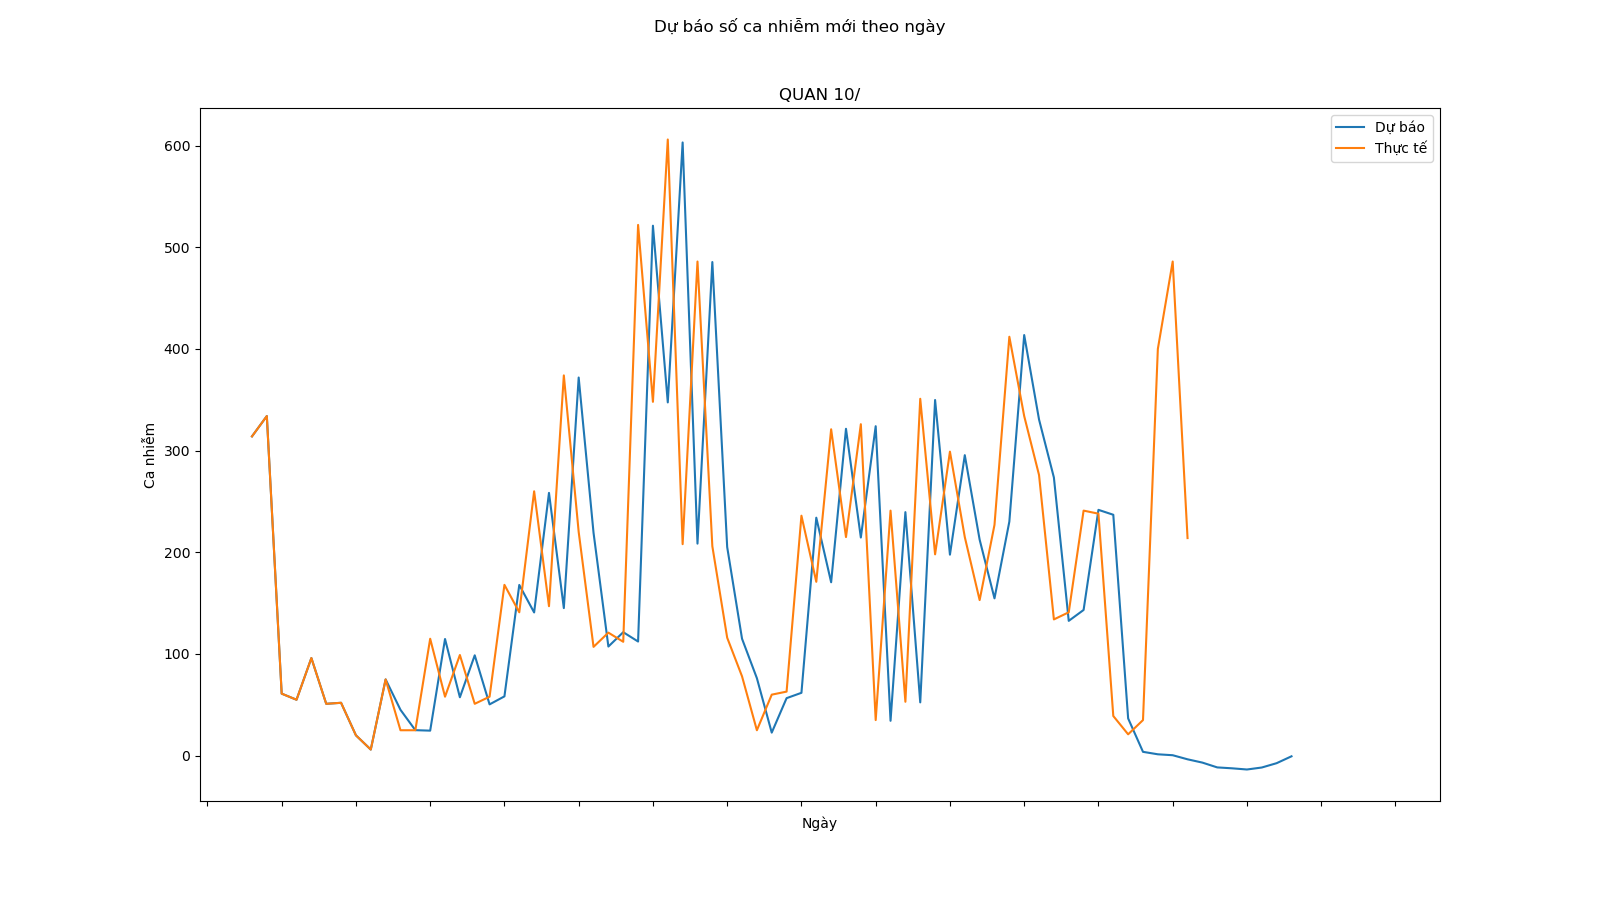 Dự báo số ca nhiễm mới theo ngày
QUAN 10/
Dự báo
Thực tế
600
500
400
300
200
100
0
Ca nhiễm
Ngày